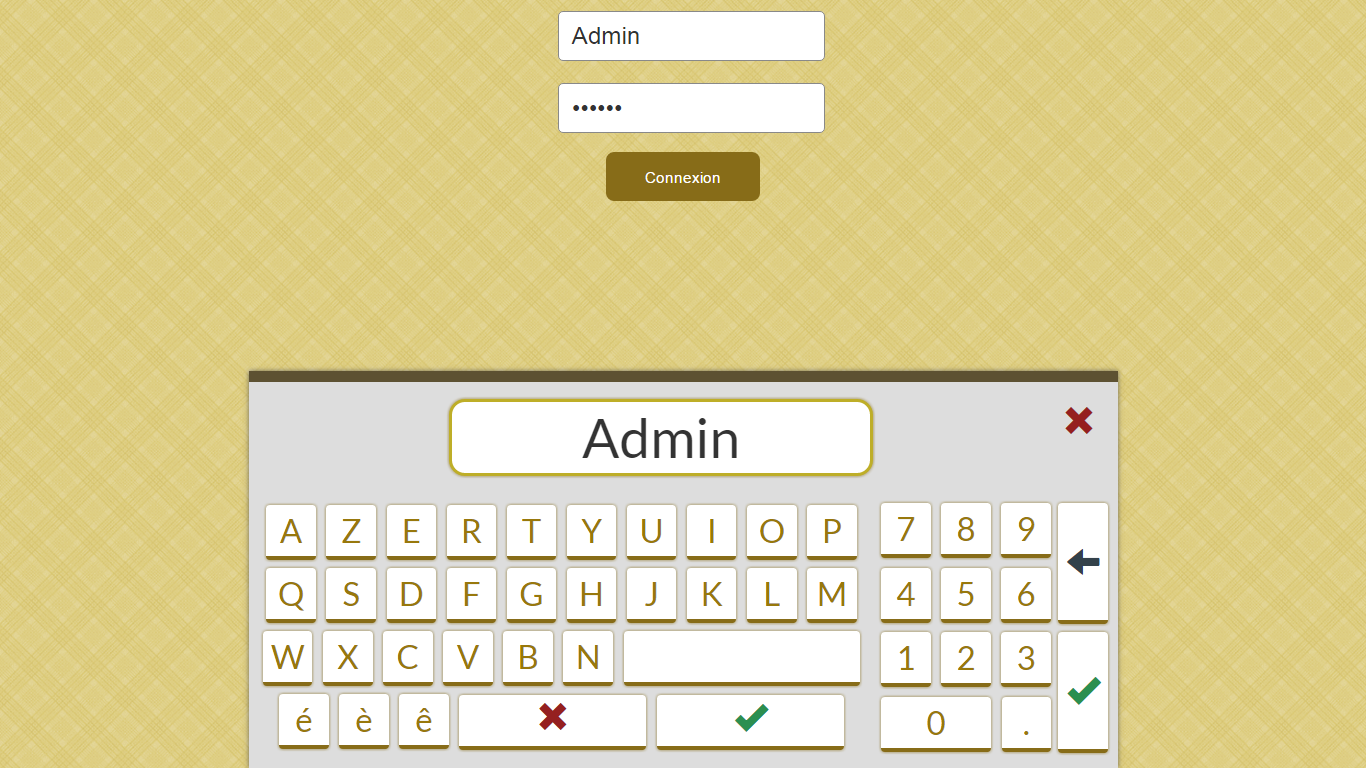 Admin
••••••
Connexion
Admin
A Z E R T Y U I O P 7 8 9
Q S D F G H J K L M 4 5 6
W X C V B N 1 2 3
é è ê 0 .